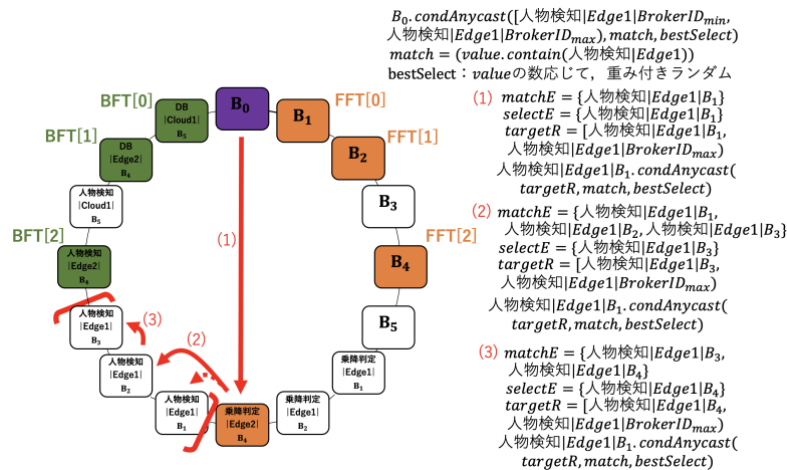 B₀.condAnycast([人物検知|Edge1|BrokerIDmin,
人物検知|Edge1|BrokerIDmax),match,bestSelect)
match = (value.contain(人物検知|Edge1))
bestSelect：valueの数応じて，重み付きランダム
BFT[0]
DB
|Cloud1|
B₅
B₀
B₁
FFT[0]
BFT[1]
DB
|Edge2|
B₄
B₂
FFT[1]
人物検知
|Cloud1|
B₅
B₃
BFT[2]
人物検知
|Edge2|
B₄
B₄
FFT[2]
人物検知
|Edge1|
B₃
B₅
人物検知
|Edge1|
B₂
乗降判定
|Edge1|
B₁
人物検知
|Edge1|
B₁
乗降判定
|Edge2|
B₄
乗降判定
|Edge1|
B₂
(1)
(2)
(3)
(1) matchE = {人物検知|Edge1|B₁}
selectE = {人物検知|Edge1|B₁}
targetR = [人物検知|Edge1|B₁,
人物検知|Edge1|BrokerIDmax)
人物検知|Edge1|B₁.condAnycast(
targetR,match,bestSelect)
(2) matchE = {人物検知|Edge1|B₁,
人物検知|Edge1|B₂,人物検知|Edge1|B₃}
selectE = {人物検知|Edge1|B₃}
targetR = [人物検知|Edge1|B₃,
人物検知|Edge1|BrokerIDmax)
人物検知|Edge1|B₁.condAnycast(
targetR,match,bestSelect)
(3) matchE = {人物検知|Edge1|B₃,
人物検知|Edge1|B₄}
selectE = {人物検知|Edge1|B₄}
targetR = [人物検知|Edge1|B₄,
人物検知|Edge1|BrokerIDmax)
人物検知|Edge1|B₁.condAnycast(
targetR,match,bestSelect)